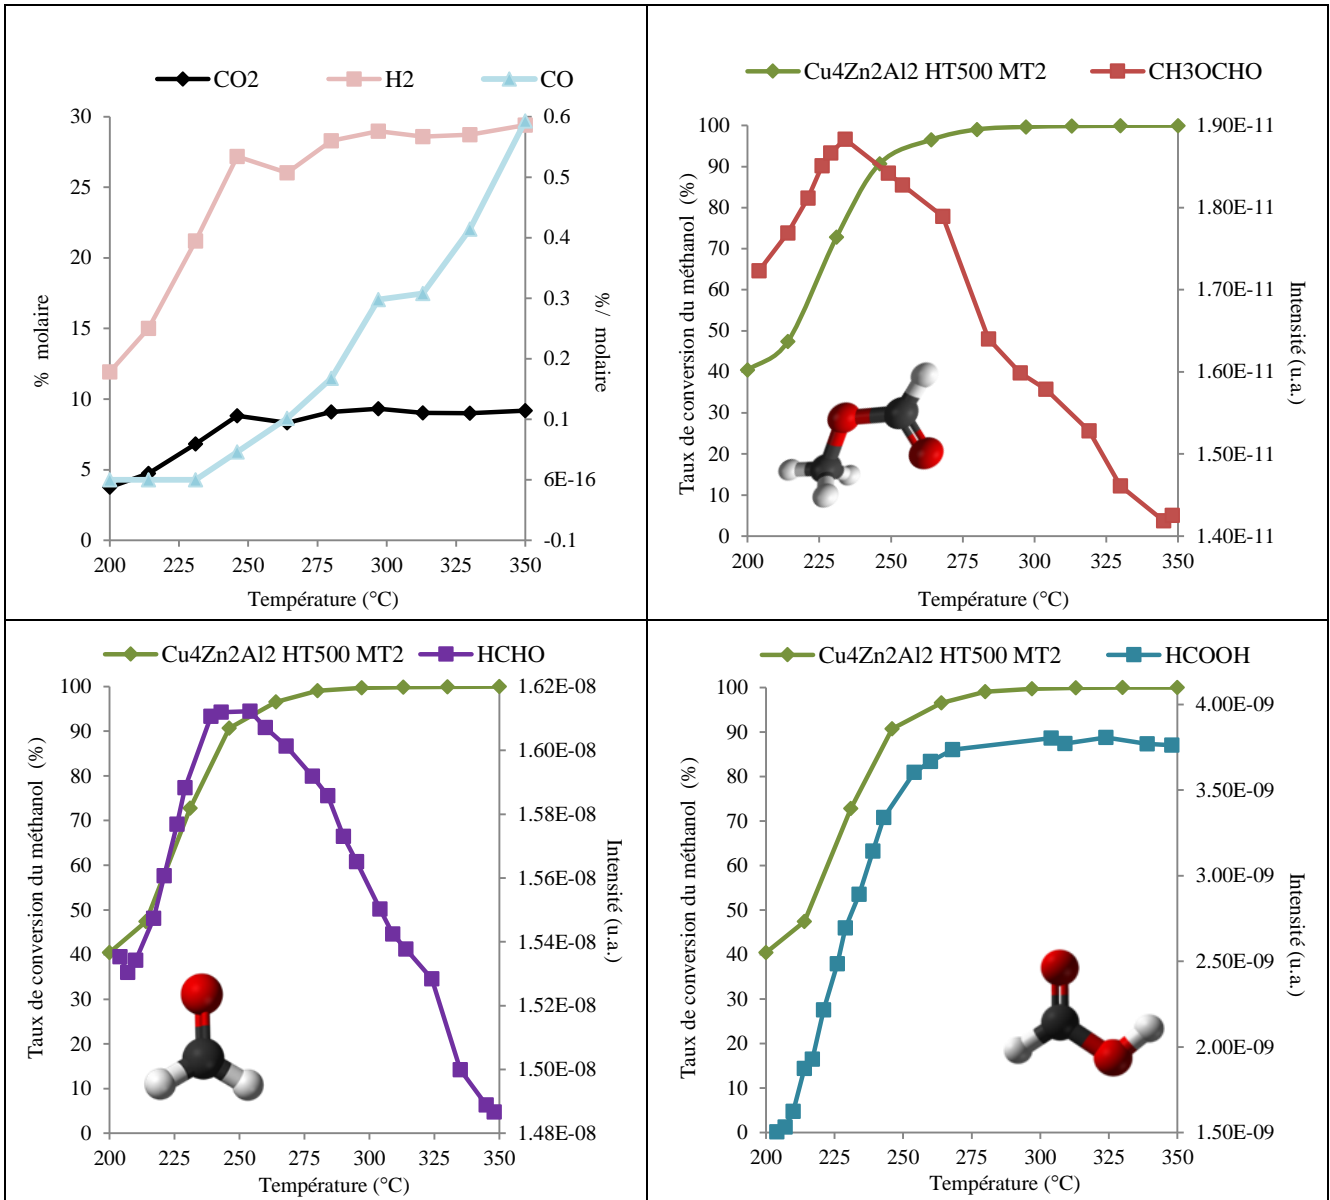 CO2 H2 CO
30
25
20
15
10
5
0
0.6
0.5
0.4
0.3
0.2
0.1
6E-16
-0.1
% molaire
%/ molaire
200 225 250 275 300 325 350
Température (°C)
Cu4Zn2Al2 HT500 MT2 CH3OCHO
100
90
80
70
60
50
40
30
20
10
0
1.90E-11
1.80E-11
1.70E-11
1.60E-11
1.50E-11
1.40E-11
Taux de conversion du méthanol (%)
Intensité (u.a.)
200 225 250 275 300 325 350
Température (°C)
Cu4Zn2Al2 HT500 MT2 HCHO
100
90
80
70
60
50
40
30
20
10
0
1.62E-08
1.60E-08
1.58E-08
1.56E-08
1.54E-08
1.52E-08
1.50E-08
1.48E-08
Taux de conversion du méthanol (%)
Intensité (u.a.)
200 225 250 275 300 325 350
Température (°C)
Cu4Zn2Al2 HT500 MT2 HCOOH
100
90
80
70
60
50
40
30
20
10
0
4.00E-09
3.50E-09
3.00E-09
2.50E-09
2.00E-09
1.50E-09
Taux de conversion du méthanol (%)
Intensité (u.a.)
200 225 250 275 300 325 350
Température (°C)